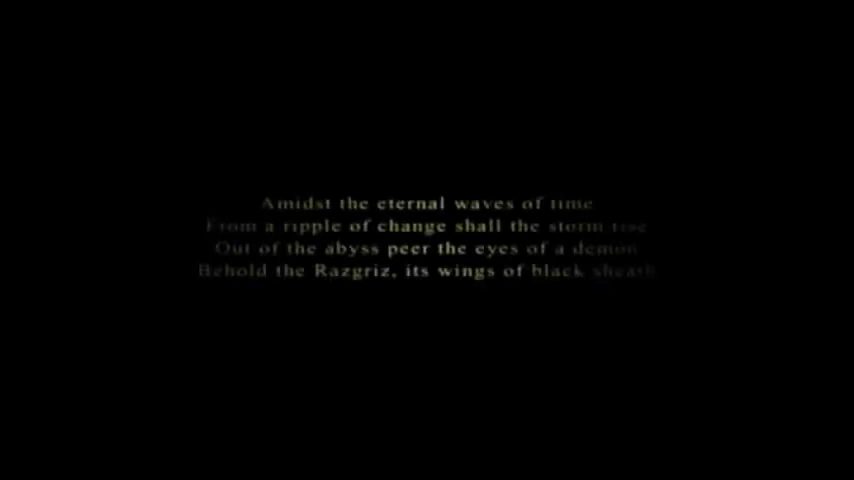 Amidst the eternal waves of time
From a ripple of change shall the storm rise
Out of the abyss peer the eyes of a demon
Behold the Razgriz, its wings of black sheath